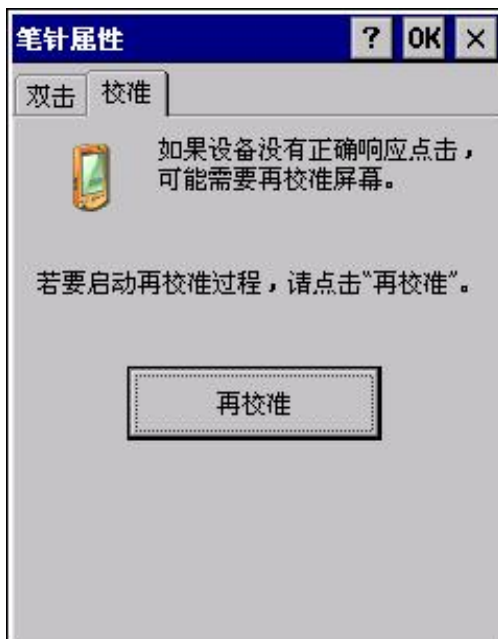 笔针属性 ? OK ×
双击 校准
如果设备没有正确响应点击，
可能需要再校准屏幕。
若要启动再校准过程，请点击"再校准"。
再校准